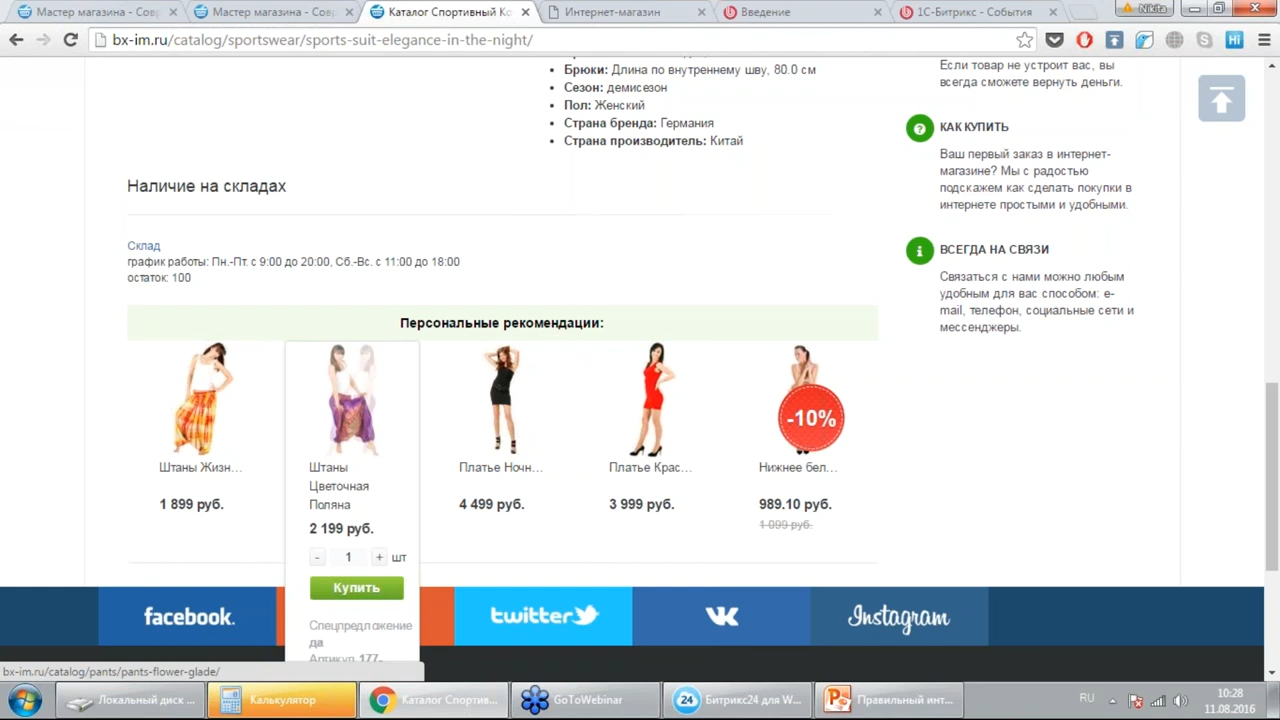 Мастер магазина - Совр
Мастер магазина - Совр
Каталог Спортивный Ко
Интернет-магазин
Введение
1С-Битрикс - События
Nikita
bx-im.ru/catalog/sportswear/sports-suit-elegance-in-the-night/
Hi
Брюки: Длина по внутреннему шву, 80.0 см
Сезон: демисезон
Пол: Женский
Страна бренда: Германия
Страна производитель: Китай
Если товар не устроит вас, вы
всегда сможете вернуть деньги.
КАК КУПИТЬ
Ваш первый заказ в интернет-
магазине? Мы с радостью
подскажем как сделать покупки в
интернете простыми и удобными.
ВСЕГДА НА СВЯЗИ
Связаться с нами можно любым
удобным для вас способом: e-
mail, телефон, социальные сети и
мессенджеры.
Наличие на складах
Склад
график работы: Пн.-Пт. с 9:00 до 20:00, Сб.-Вс. с 11:00 до 18:00
остаток: 100
Персональные рекомендации:
-10%
Штаны Жизн...
1 899 руб.
Штаны
Цветочная
Поляна
2 199 руб.
- 1 + шт
Купить
Спецпредложение
да
Артикул 177-
Платье Ночн...
4 499 руб.
Платье Крас...
3 999 руб.
Нижнее бел...
989.10 руб.
1 099 руб.
facebook.
twitter
Instagram
bx-im.ru/catalog/pants/pants-flower-glade/
Локальный диск ...
Калькулятор
Каталог Спортив...
GoToWebinar
24 Битрикс24 для W...
Правильный инт...
RU
10:28
11.08.2016